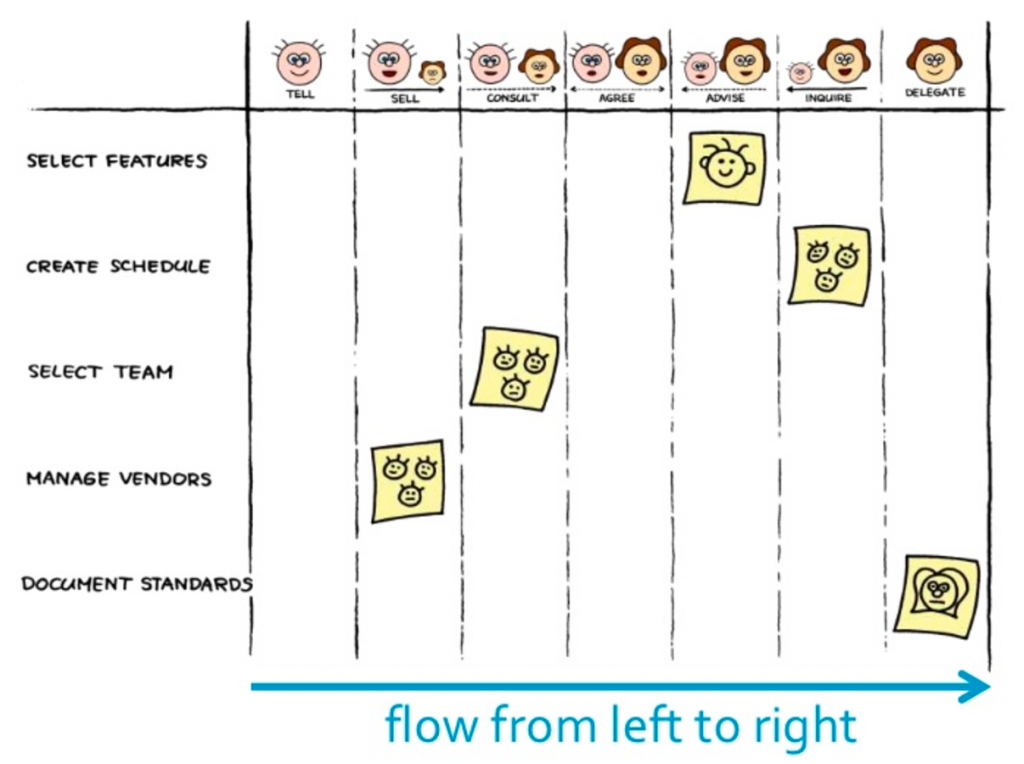 TELL
SELL
CONSULT
AGREE
ADVISE
INQUIRE
DELEGATE
SELECT FEATURES
CREATE SCHEDULE
SELECT TEAM
MANAGE VENDORS
DOCUMENT STANDARDS
flow from left to right